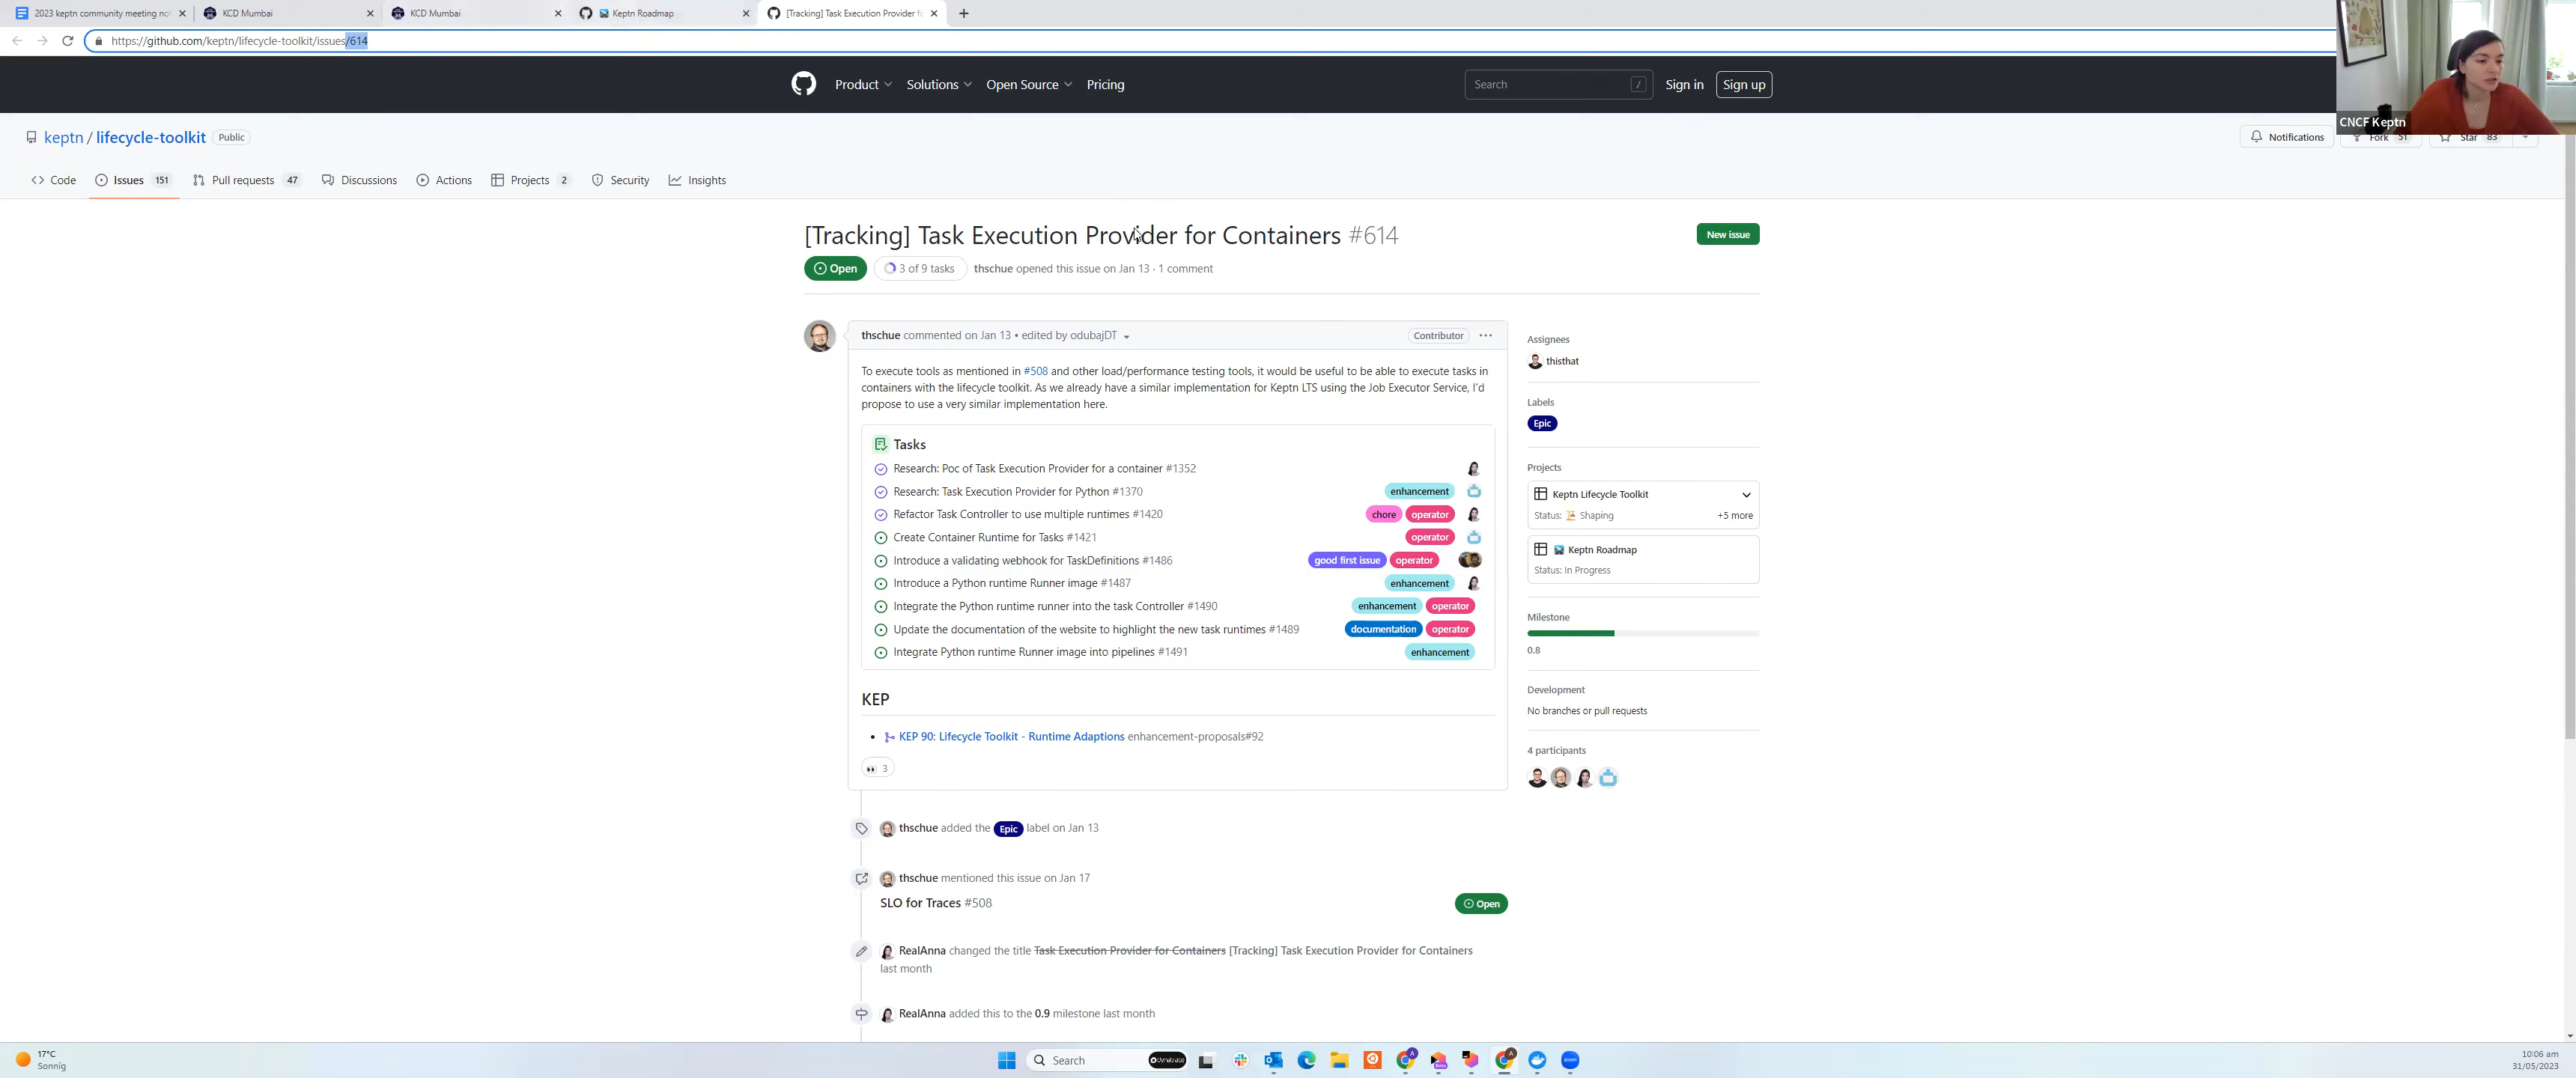 2023 keptn community meeting no
KCD Mumbai
KCD Mumbai
Keptn Roadmap
[Tracking] Task Execution Provider fo
https://github.com/keptn/lifecycle-toolkit/issues/614
Product
Solutions
Open Source
Pricing
Search
/
Sign in
Sign up
CNCF Keptn
keptn / lifecycle-toolkit
Public
Notifications
Fork 51
Star 83
Code
Issues 151
Pull requests 47
Discussions
Actions
Projects 2
Security
Insights
[Tracking] Task Execution Provider for Containers #614
New issue
Open
3 of 9 tasks
thschue opened this issue on Jan 13 · 1 comment
thschue commented on Jan 13 • edited by odubajDT
Contributor
To execute tools as mentioned in #508 and other load/performance testing tools, it would be useful to be able to execute tasks in
containers with the lifecycle toolkit. As we already have a similar implementation for Keptn LTS using the Job Executor Service, I'd
propose to use a very similar implementation here.
Tasks
Research: Poc of Task Execution Provider for a container #1352
Research: Task Execution Provider for Python #1370
enhancement
Refactor Task Controller to use multiple runtimes #1420
chore
operator
Create Container Runtime for Tasks #1421
operator
Introduce a validating webhook for TaskDefinitions #1486
good first issue
operator
Introduce a Python runtime Runner image #1487
enhancement
Integrate the Python runtime runner into the task Controller #1490
enhancement
operator
Update the documentation of the website to highlight the new task runtimes #1489
documentation
operator
Integrate Python runtime Runner image into pipelines #1491
enhancement
KEP
KEP 90: Lifecycle Toolkit - Runtime Adaptions enhancement-proposals#92
3
Assignees
thisthat
Labels
Epic
Projects
Keptn Lifecycle Toolkit
Status: Shaping
+5 more
Keptn Roadmap
Status: In Progress
Milestone
0.8
Development
No branches or pull requests
4 participants
thschue added the Epic label on Jan 13
thschue mentioned this issue on Jan 17
SLO for Traces #508
Open
RealAnna changed the title Task Execution Provider for Containers [Tracking] Task Execution Provider for Containers
last month
RealAnna added this to the 0.9 milestone last month
17°C
Sonnig
Search
dynatrace
10:06 am
31/05/2023